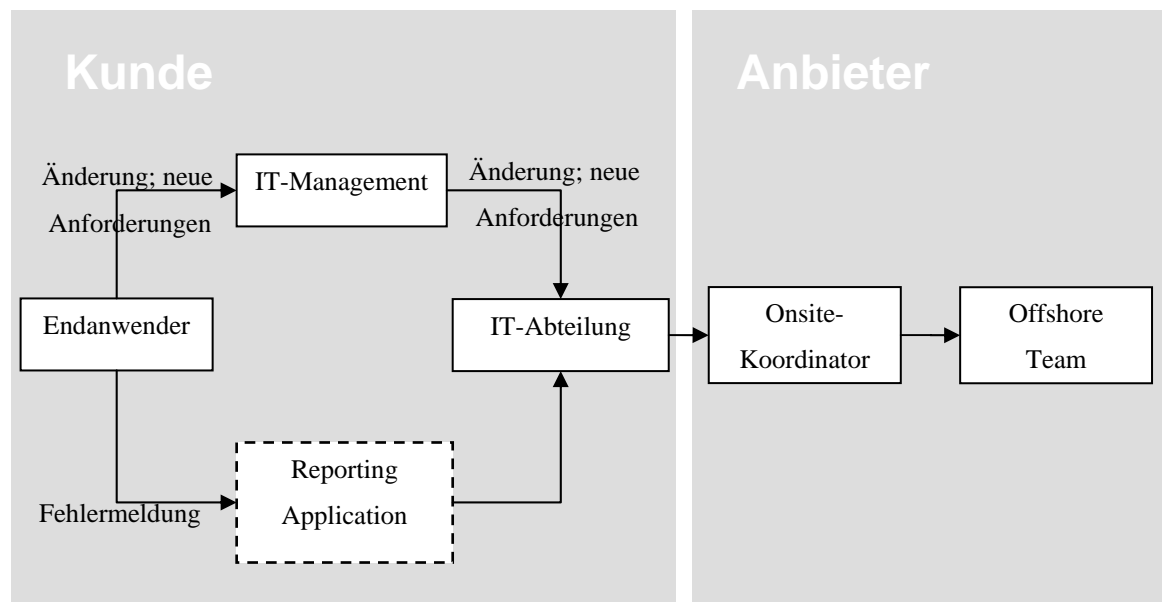 Kunde
Anbieter
Änderung; neue
Anforderungen
IT-Management
Änderung; neue
Anforderungen
Endanwender
IT-Abteilung
Onsite-
Koordinator
Offshore
Team
Fehlermeldung
Reporting
Application